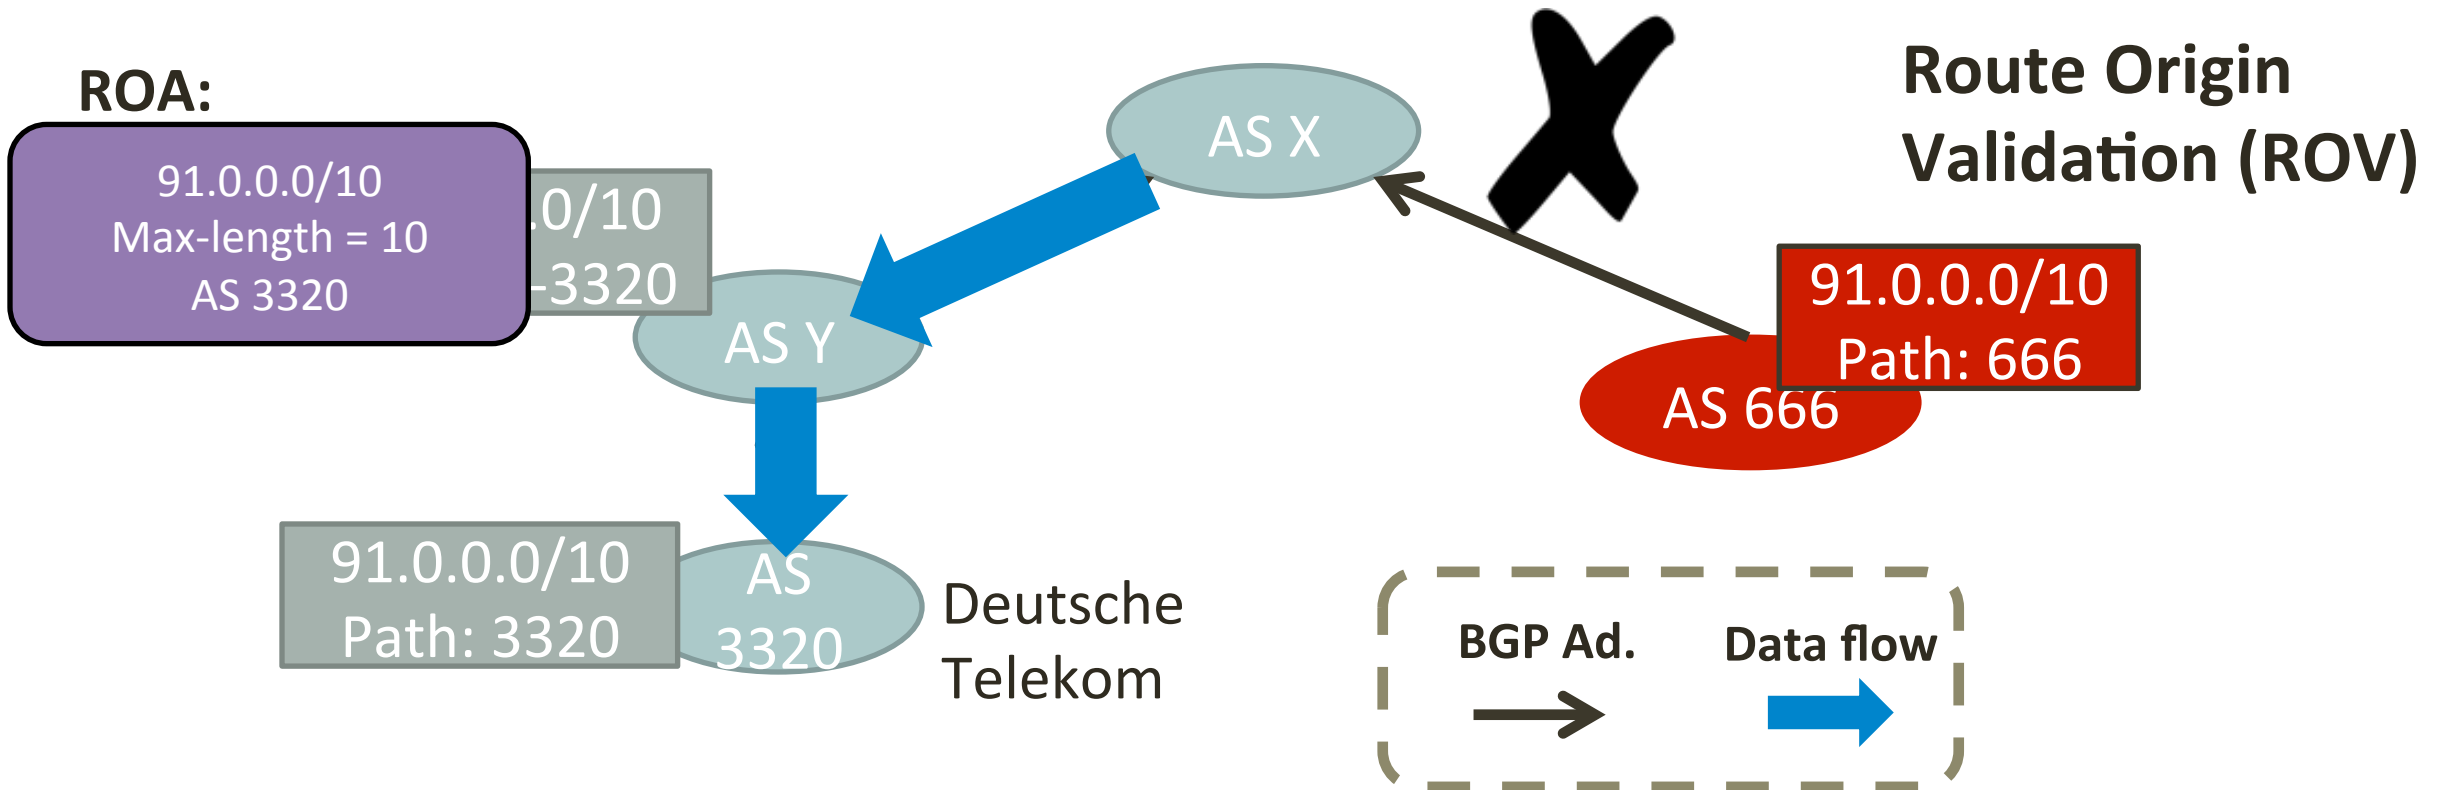 ROA:
91.0.0.0/10
Max-length = 10
AS 3320
.0/10
-3320
AS X
Route Origin
Validation (ROV)
91.0.0.0/10
Path: 666
AS 666
AS Y
91.0.0.0/10
Path: 3320
AS
3320
Deutsche
Telekom
BGP Ad.
Data flow